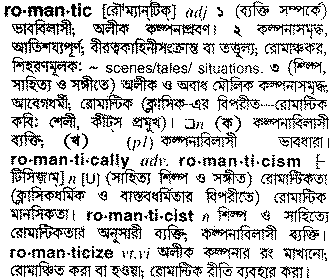 ro·man·tic [রৌ'ম্যান্‌টিক্] adj ১ (ব্যক্তি সম্পর্কে)
ভাববিলাসী; অলীক কল্পনাপ্রবণ। ২ কল্পনাসমৃদ্ধ,
আতিশয্যপূর্ণ, বীরত্বকাহিনীসংক্রান্ত বা তত্তুল্য; রোমাঞ্চকর,
শিহরণমূলক: ~ scenes/tales/ situations. ৩ (শিল্প,
সাহিত্য ও সঙ্গীতে) অলীক ও অবাধ মৌলিক কল্পনাসমৃদ্ধ;
আবেগধর্মী; রোমান্টিক (ক্লাসিক-এর বিপরীত—রোমান্টিক
কবি: শেলী, কীট্‌স প্রমুখ)। □n (ক) কল্পনাবিলাসী
ব্যক্তি; (খ) (pl) কল্পনাবিলাসী ভাবধারা।
ro·man·ti·cally adv. ro·man·ti·cism [–
টিসিজ়াম্] n [U] (সাহিত্য শিল্প ও সঙ্গীত) রোমান্টিকতা
(ক্লাসিকধর্মিক ও বাস্তবধর্মিতার বিপরীতে) রোমান্টিক
মানসিকতা। ro·man·ti·cist n শিল্প ও সাহিত্যে
রোমান্টিকতার অনুসারী ব্যক্তি; কল্পনাবিলাসী ব্যক্তি।
ro·man·ticize vt,vi অলীক কল্পনার রং মাখানো;
রোমাঞ্চিত করা বা হওয়া; রোমান্টিক রীতি ব্যবহার করা।